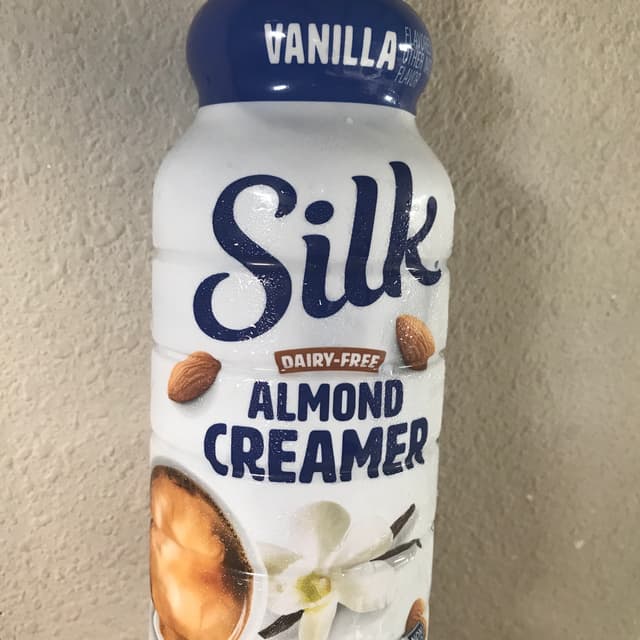 VANILLA
Silk
DAIRY-FREE
ALMOND
CREAMER